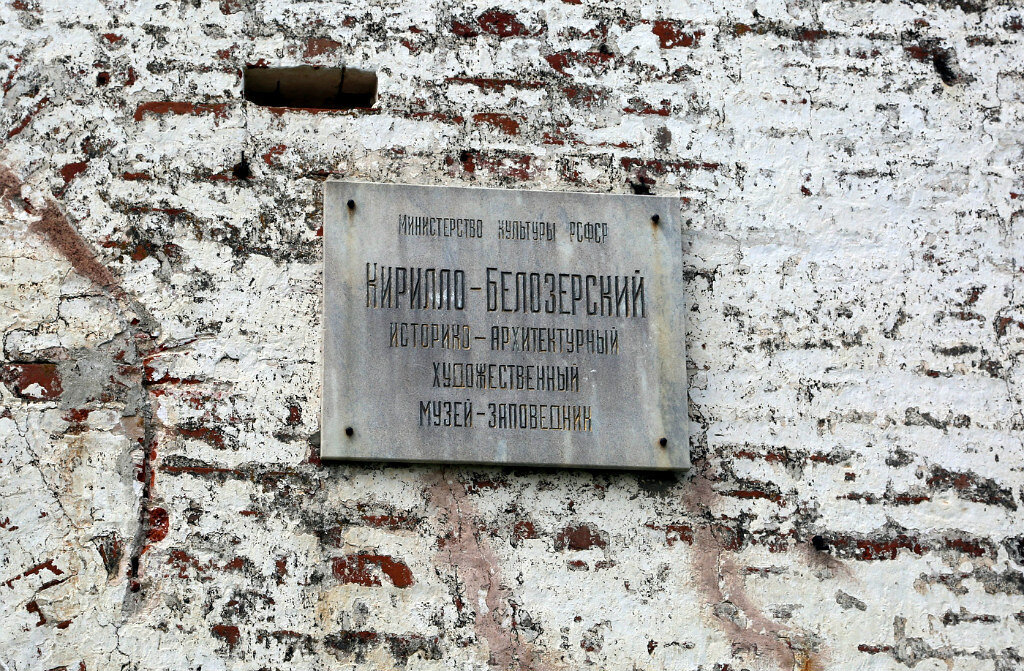 Министерство культуры РСФСР
Кирилло-Белозерский
историко-архитектурный
художественный
музей-заповедник